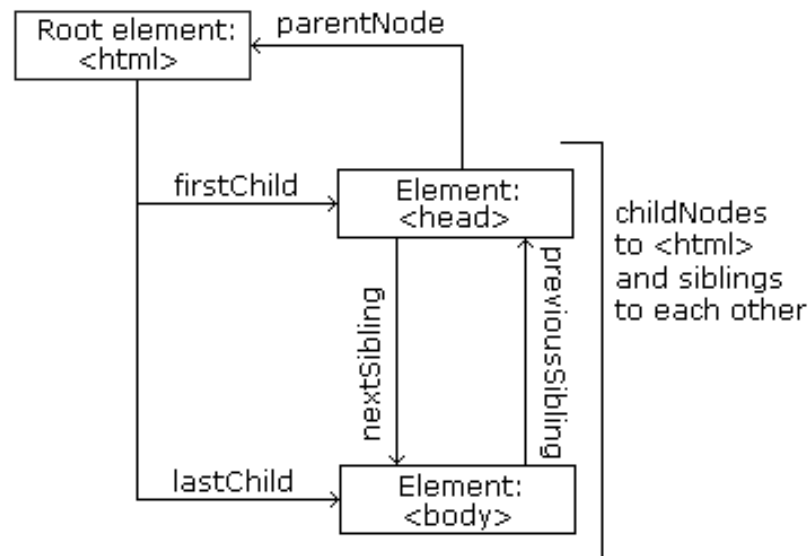 Root element:
<html>
parentNode
firstChild
Element:
<head>
childNodes
to <html>
and siblings
to each other
nextSibling
previousSibling
lastChild
Element:
<body>